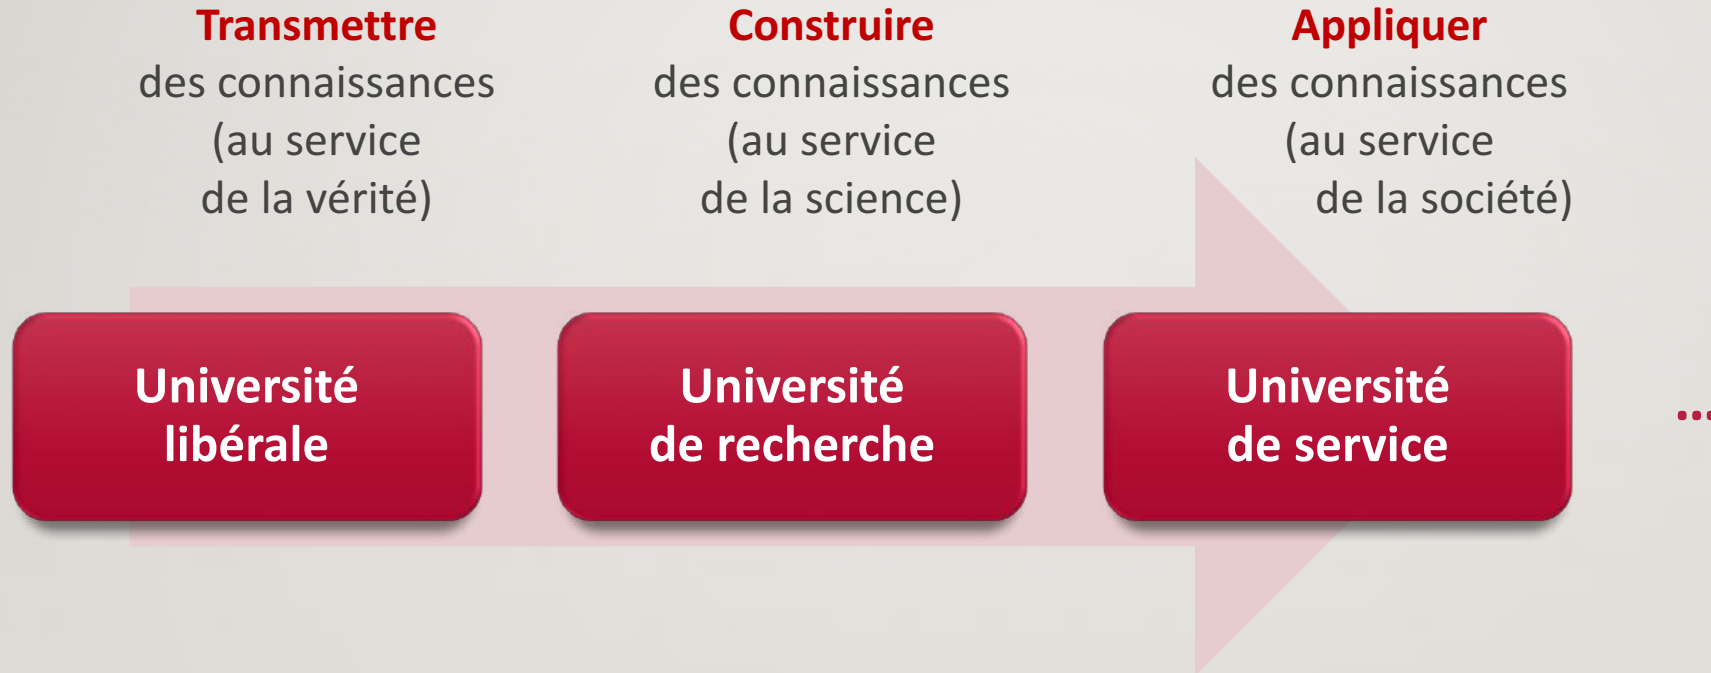 Transmettre
des connaissances
(au service
de la vérité)
Construire
des connaissances
(au service
de la science)
Appliquer
des connaissances
(au service
de la société)
Université
libérale
Université
de recherche
Université
de service
...